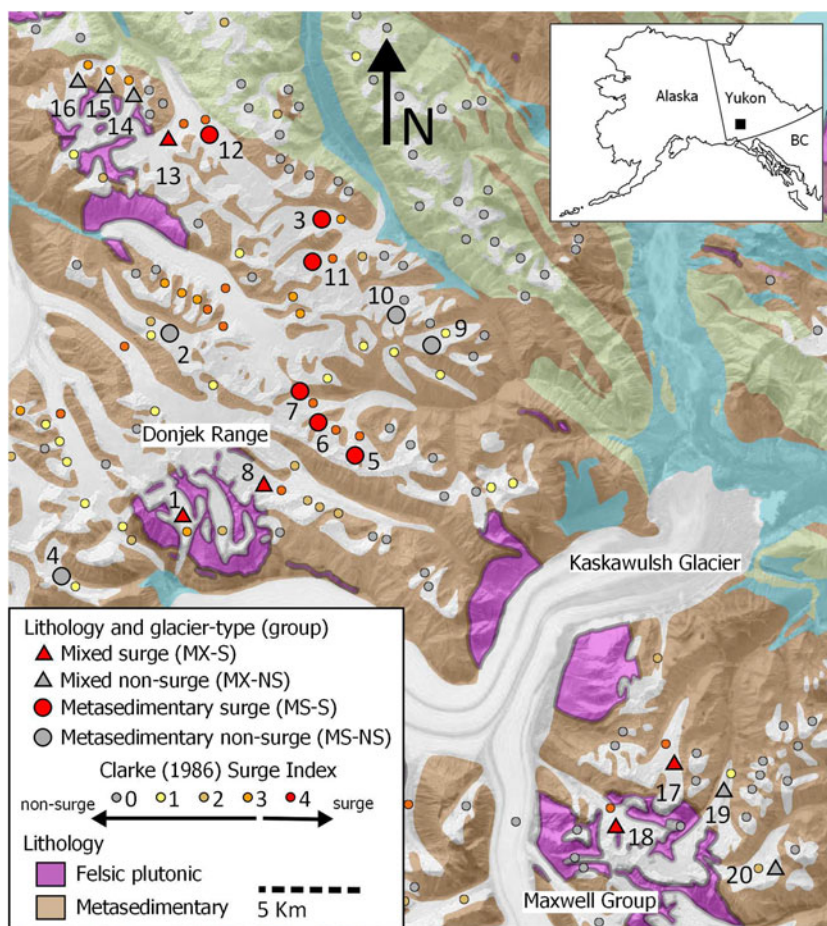 Alaska
Yukon
BC
N
16
15
14
13
12
3
11
10
9
2
7
6
5
Donjek Range
8
1
4
Kaskawulsh Glacier
17
19
18
20
Maxwell Group
Lithology and glacier-type (group)
Mixed surge (MX-S)
Mixed non-surge (MX-NS)
Metasedimentary surge (MS-S)
Metasedimentary non-surge (MS-NS)
Clarke (1986) Surge Index
non-surge 0 1 2 3 4 surge
Lithology
Felsic plutonic
Metasedimentary
5 Km